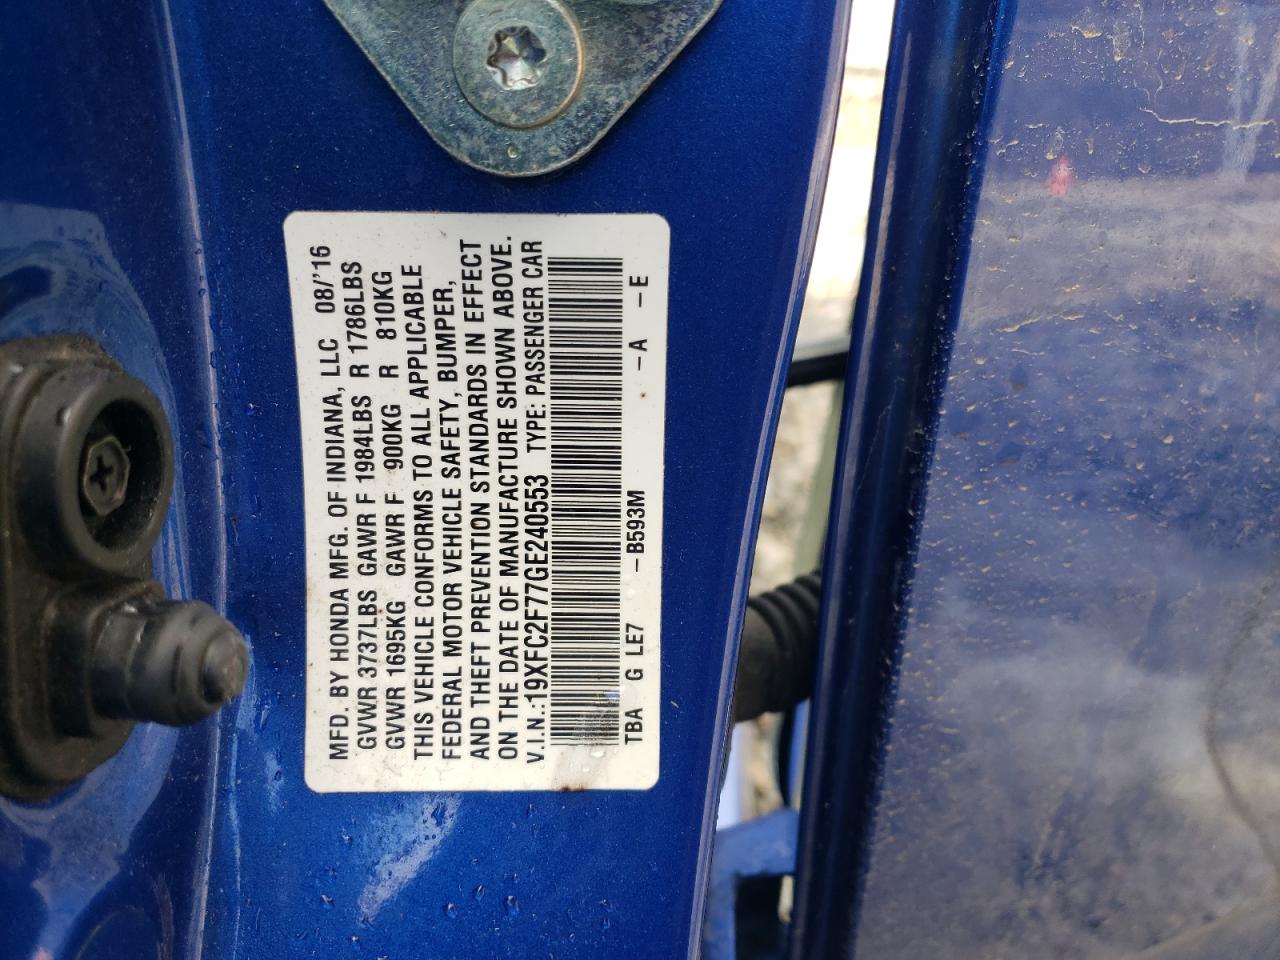 MFD. BY HONDA MFG. OF INDIANA, LLC 08/'16
GVWR 3737LBS GAWR F 1984LBS R 1786LBS
GVWR 1695KG GAWR F 900KG R 810KG
THIS VEHICLE CONFORMS TO ALL APPLICABLE
FEDERAL MOTOR VEHICLE SAFETY, BUMPER,
AND THEFT PREVENTION STANDARDS IN EFFECT
ON THE DATE OF MANUFACTURE SHOWN ABOVE.
V.I.N.:19XFC2F77GE240553 TYPE: PASSENGER CAR
TBA G LE7 -B593M -A -E